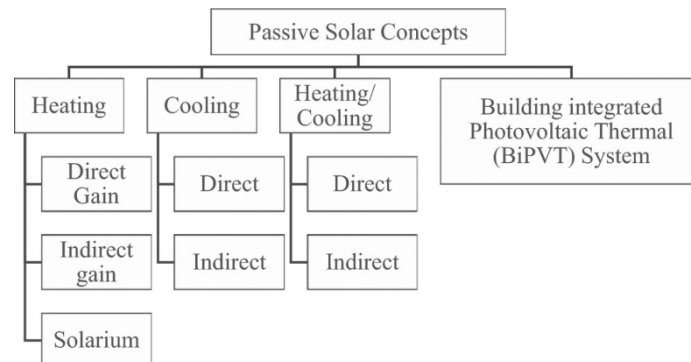 Passive Solar Concepts
Heating
Cooling
Heating/
Cooling
Building integrated
Photovoltaic Thermal
(BiPVT) System
Direct
Gain
Direct
Direct
Indirect
gain
Indirect
Indirect
Solarium